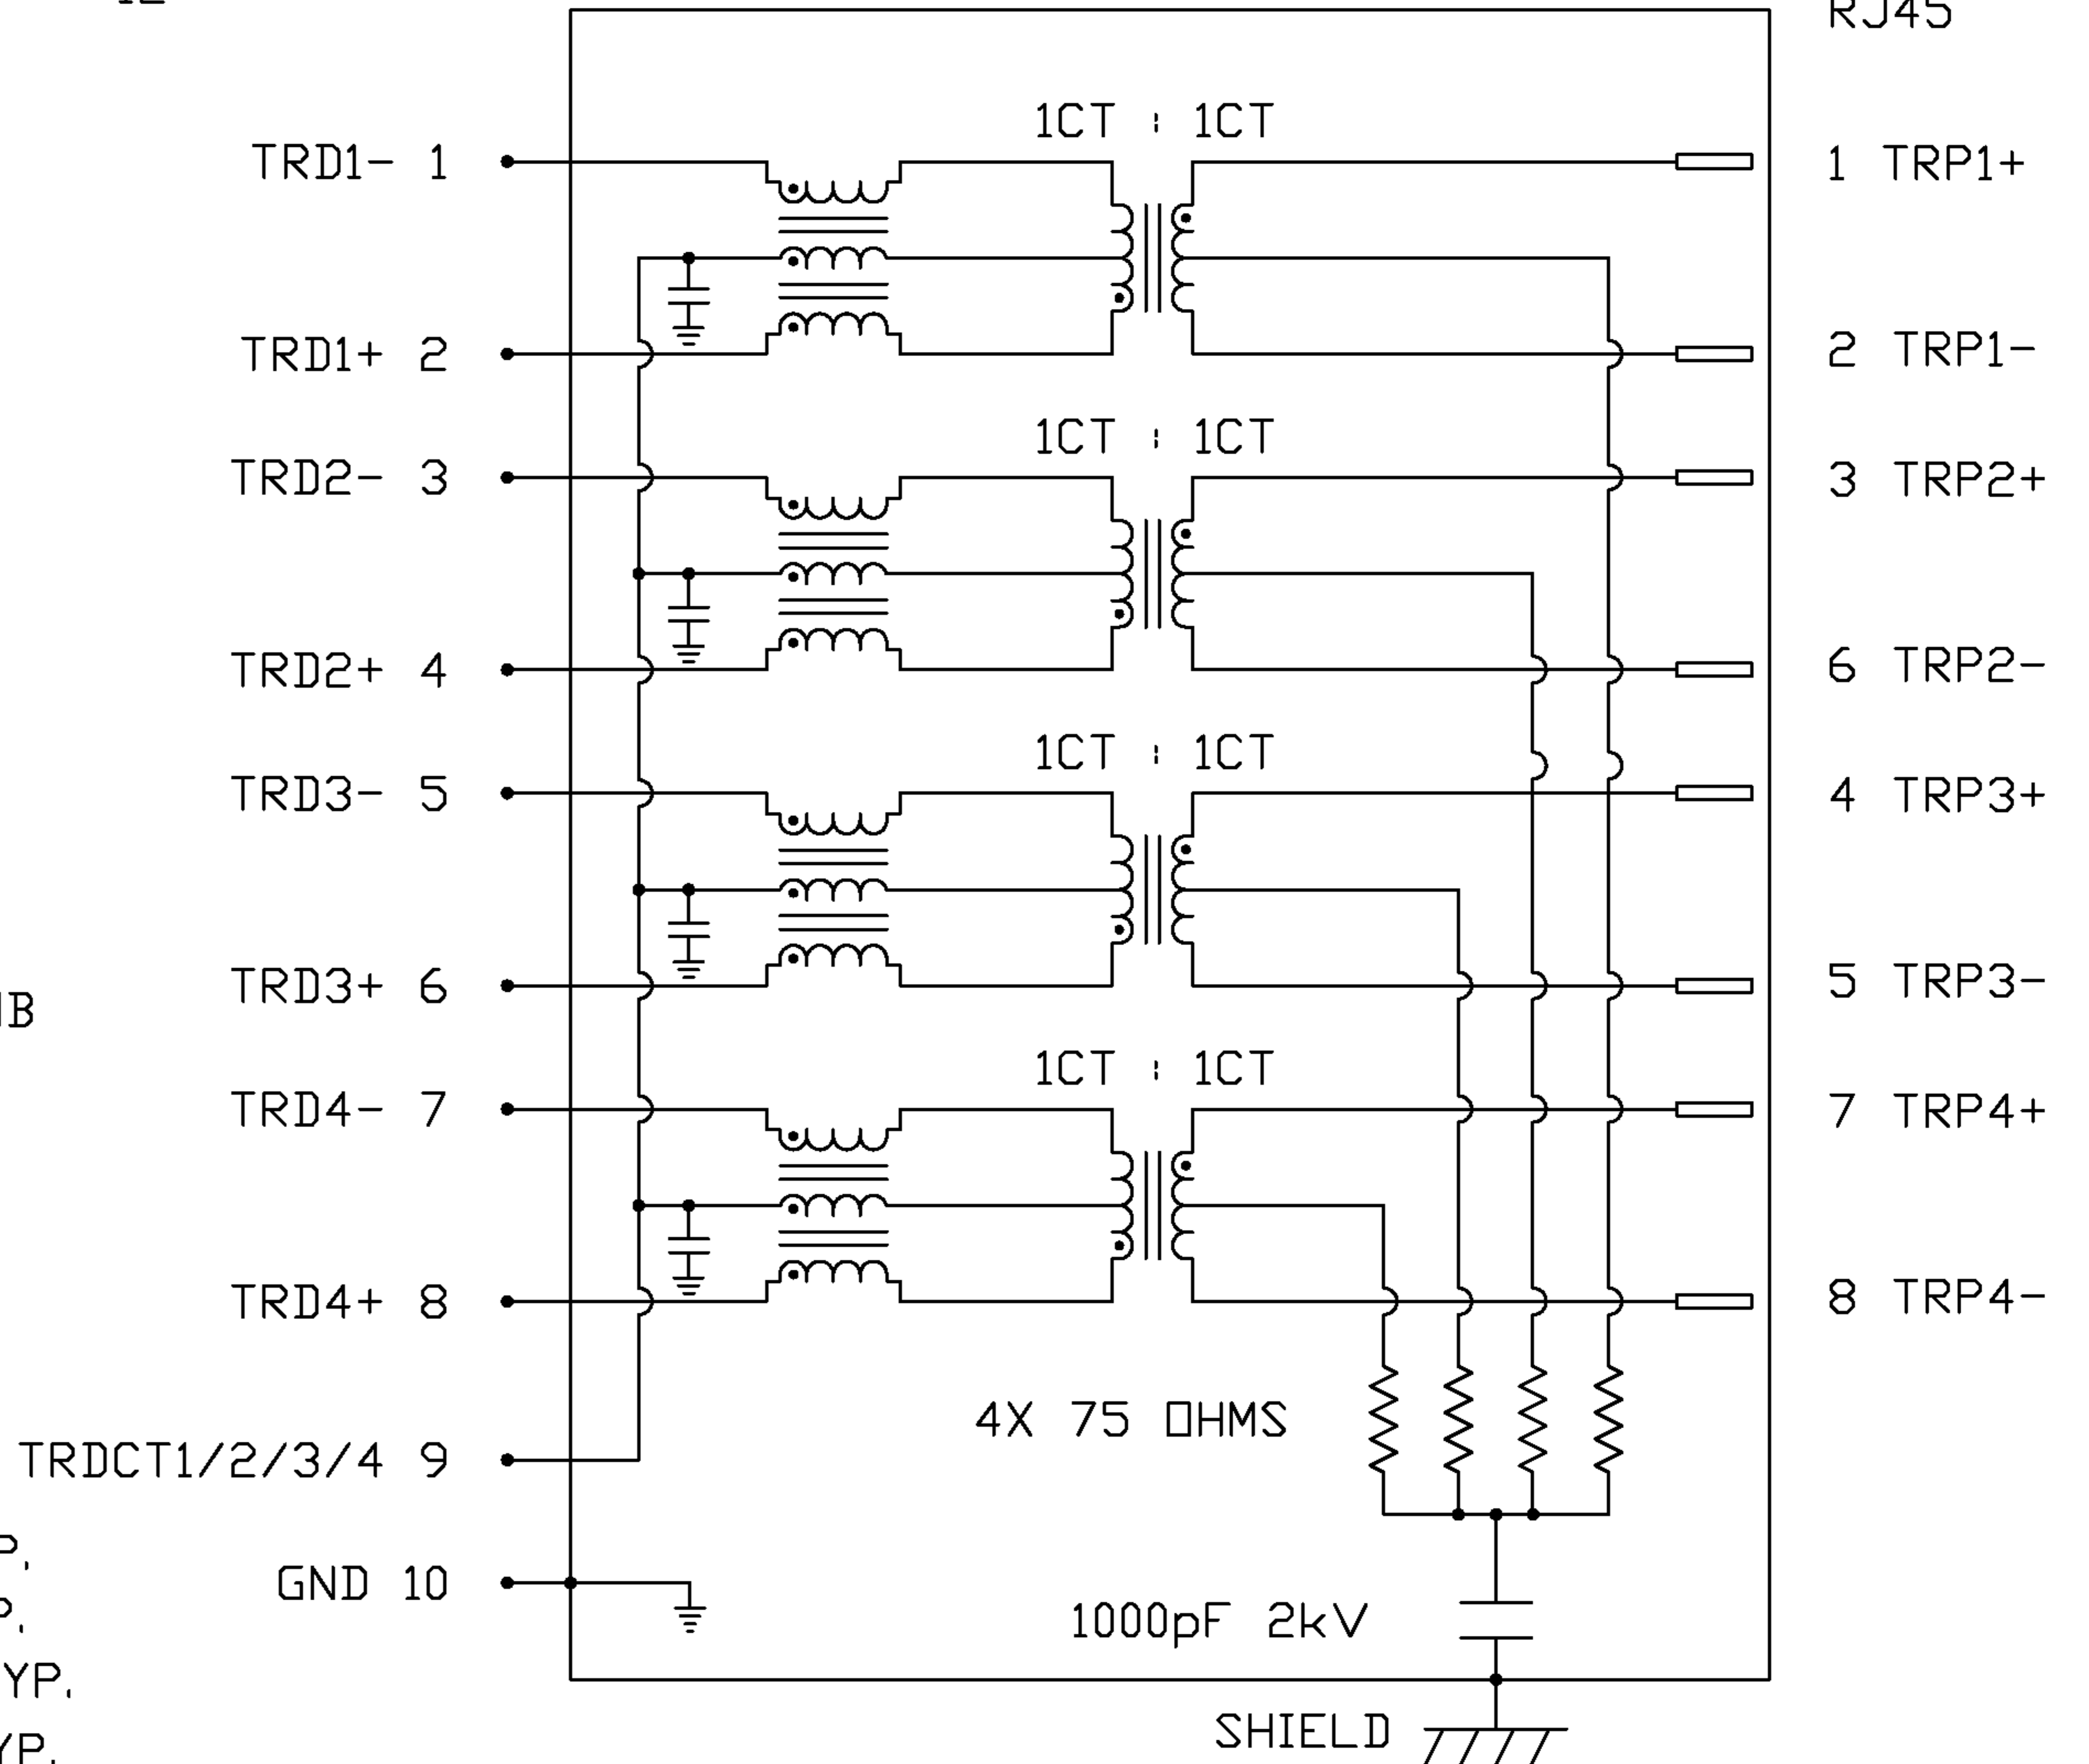 RJ45
1CT : 1CT
TRD1- 1
1 TRP1+
TRD1+ 2
2 TRP1-
1CT : 1CT
TRD2- 3
3 TRP2+
TRD2+ 4
6 TRP2-
1CT : 1CT
TRD3- 5
4 TRP3+
TRD3+ 6
5 TRP3-
1CT : 1CT
TRD4- 7
7 TRP4+
TRD4+ 8
8 TRP4-
4X 75 OHMS
TRDCT1/2/3/4 9
GND 10
1000pF 2kV
SHIELD